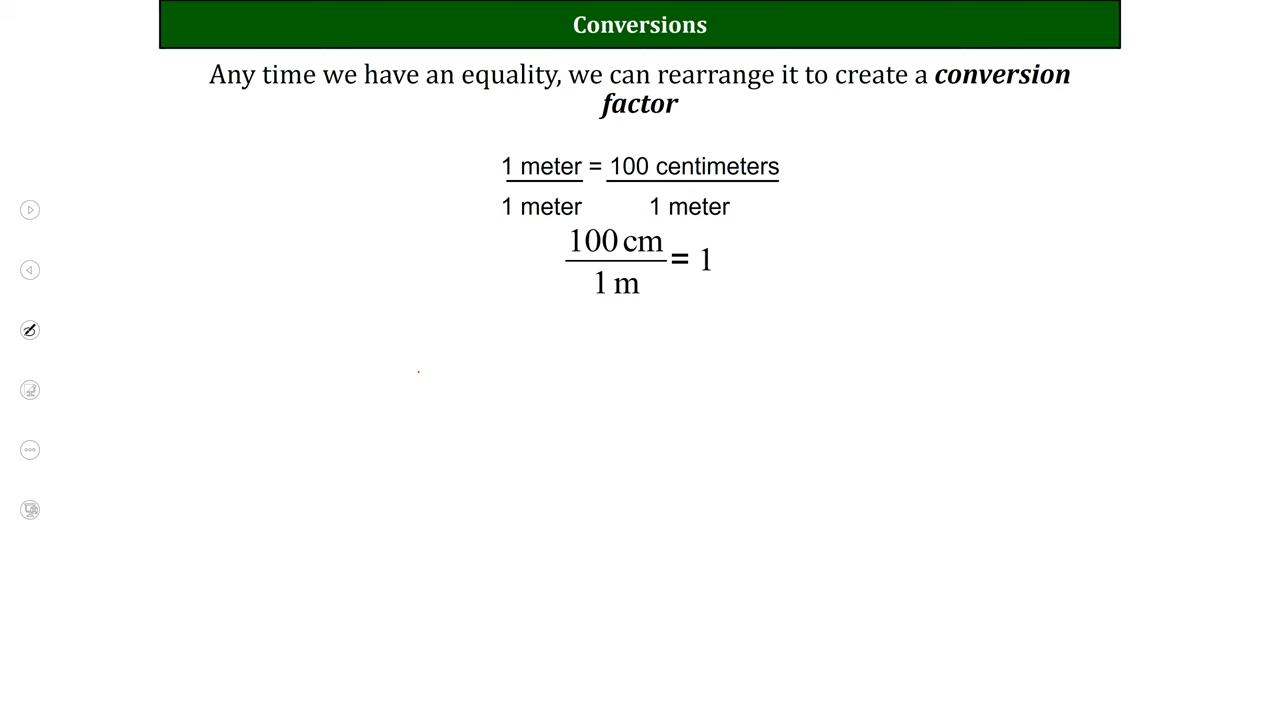 Conversions
Any time we have an equality, we can rearrange it to create a conversion
factor
1 meter = 100 centimeters
1 meter 1 meter
100 cm
= 1
1 m